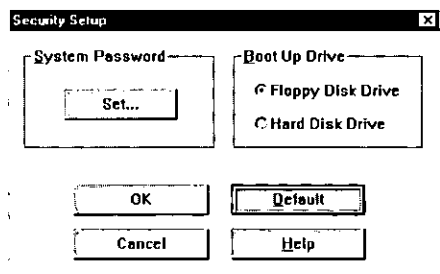 Security Setup
System Password
Set...
Boot Up Drive
Floppy Disk Drive
Hard Disk Drive
OK
Default
Cancel
Help